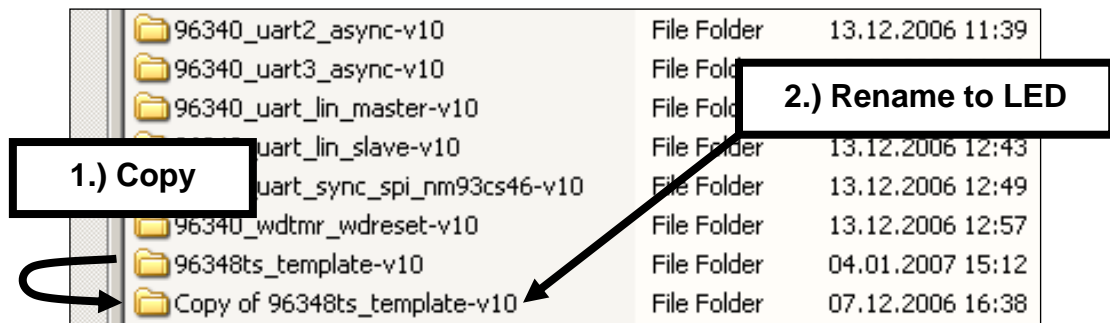 96340_uart2_async-v10 File Folder 13.12.2006 11:39
96340_uart3_async-v10 File
96340_uart_lin_master-v10 File
2.) Rename to LED
uart_lin_slave-v10 File Folder 13.12.2006 12:43
1.) Copy
uart_sync_spi_nm93cs46-v10 File Folder 13.12.2006 12:49
96340_wdtmr_wdreset-v10 File Folder 13.12.2006 12:57
96348ts_template-v10 File Folder 04.01.2007 15:12
Copy of 96348ts_template-v10 File Folder 07.12.2006 16:38